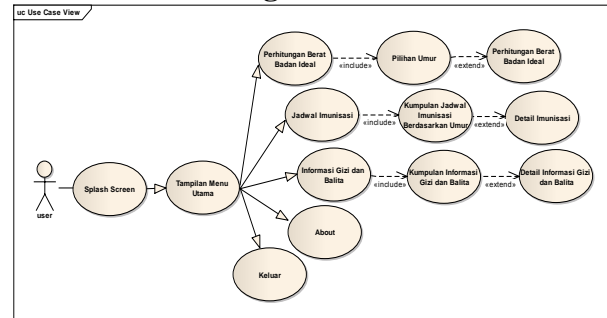 uc Use Case View
Perhitungan Berat
Badan Ideal
«include»
Pilihan Umur
«extend»
Perhitungan Berat
Badan Ideal
Jadwal Imunisasi
«include»
Kumpulan Jadwal
Imunisasi
Berdasarkan Umur
«extend»
Detail Imunisasi
user
Splash Screen
Tampilan Menu
Utama
Informasi Gizi dan
Balita
«include»
Kumpulan Informasi
Gizi dan Balita
«extend»
Detail Informasi Gizi
dan Balita
About
Keluar